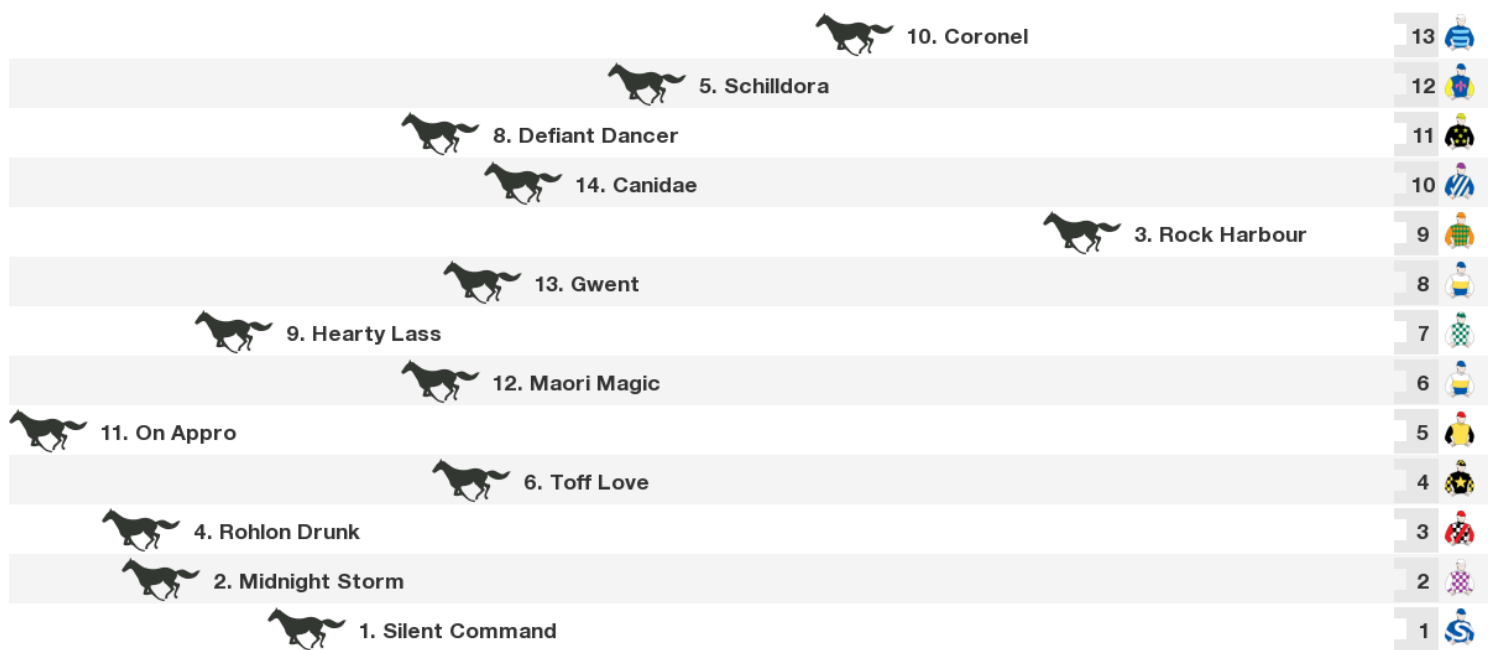 10. Coronel 13
5. Schilldora 12
8. Defiant Dancer 11
14. Canidae 10
3. Rock Harbour 9
13. Gwent 8
9. Hearty Lass 7
12. Maori Magic 6
11. On Appro 5
6. Toff Love 4
4. Rohlon Drunk 3
2. Midnight Storm 2
1. Silent Command 1